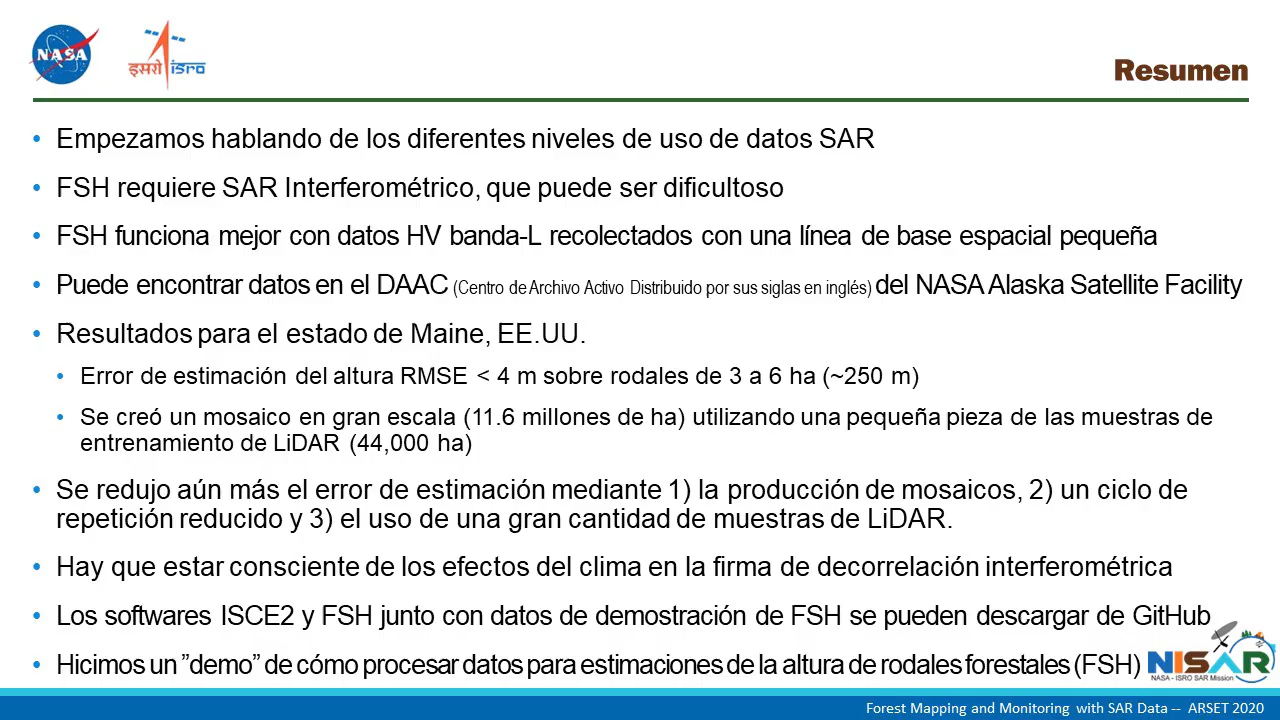 NASA
इसरो isro
Resumen
• Empezamos hablando de los diferentes niveles de uso de datos SAR
• FSH requiere SAR Interferométrico, que puede ser dificultoso
• FSH funciona mejor con datos HV banda-L recolectados con una línea de base espacial pequeña
• Puede encontrar datos en el DAAC (Centro de Archivo Activo Distribuido por sus siglas en inglés) del NASA Alaska Satellite Facility
• Resultados para el estado de Maine, EE.UU.
• Error de estimación del altura RMSE < 4 m sobre rodales de 3 a 6 ha (~250 m)
• Se creó un mosaico en gran escala (11.6 millones de ha) utilizando una pequeña pieza de las muestras de
entrenamiento de LiDAR (44,000 ha)
• Se redujo aún más el error de estimación mediante 1) la producción de mosaicos, 2) un ciclo de
repetición reducido y 3) el uso de una gran cantidad de muestras de LiDAR.
• Hay que estar consciente de los efectos del clima en la firma de decorrelación interferométrica
• Los softwares ISCE2 y FSH junto con datos de demostración de FSH se pueden descargar de GitHub
• Hicimos un ”demo” de cómo procesar datos para estimaciones de la altura de rodales forestales (FSH)
NISAR
NASA - ISRO SAR Mission
Forest Mapping and Monitoring with SAR Data -- ARSET 2020